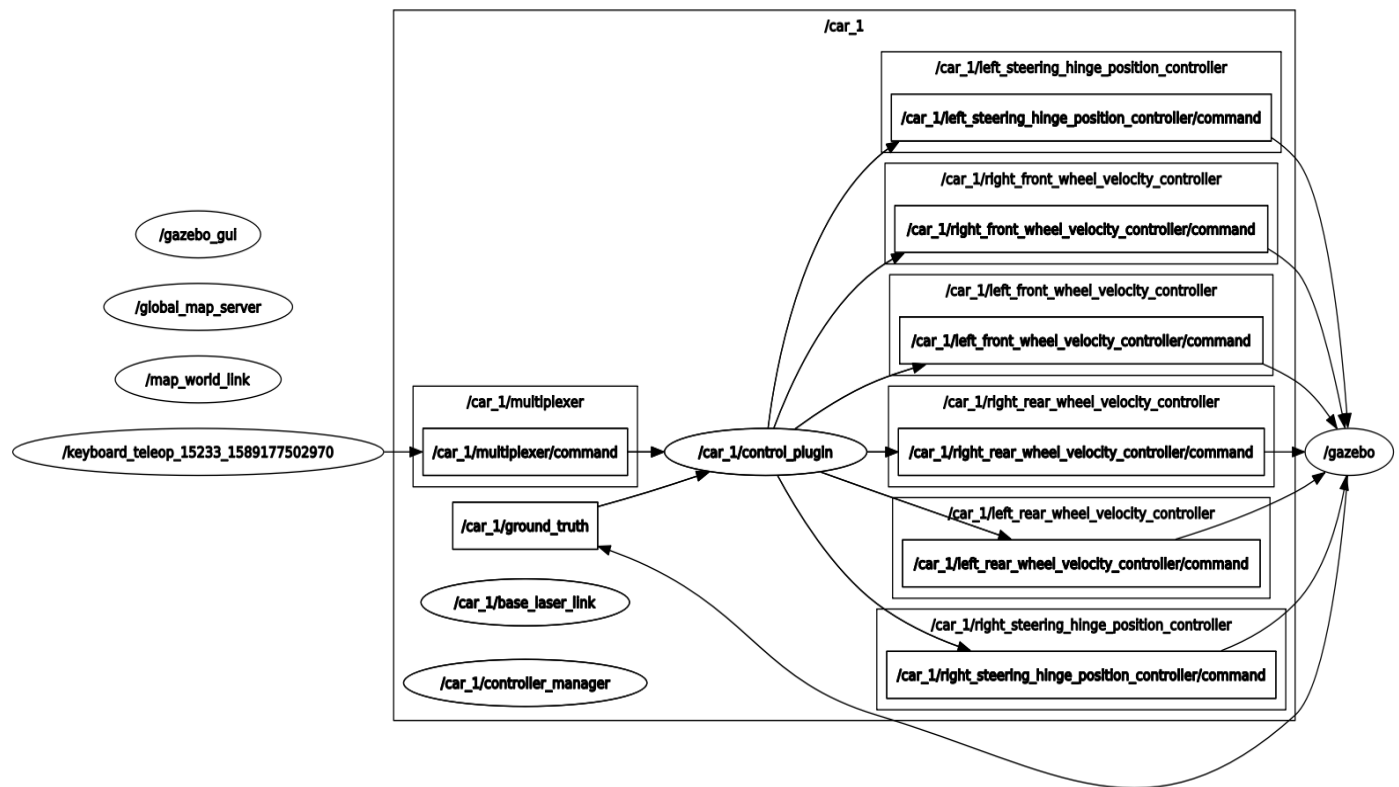 /car_1
/car_1/left_steering_hinge_position_controller
/car_1/left_steering_hinge_position_controller/command
/car_1/right_front_wheel_velocity_controller
/car_1/right_front_wheel_velocity_controller/command
/gazebo_gui
/car_1/left_front_wheel_velocity_controller
/global_map_server
/car_1/left_front_wheel_velocity_controller/command
/map_world_link
/car_1/multiplexer
/car_1/right_rear_wheel_velocity_controller
/keyboard_teleop_15233_1589177502970
/car_1/multiplexer/command
/car_1/control_plugin
/car_1/right_rear_wheel_velocity_controller/command
/gazebo
/car_1/ground_truth
/car_1/left_rear_wheel_velocity_controller
/car_1/left_rear_wheel_velocity_controller/command
/car_1/base_laser_link
/car_1/right_steering_hinge_position_controller
/car_1/controller_manager
/car_1/right_steering_hinge_position_controller/command